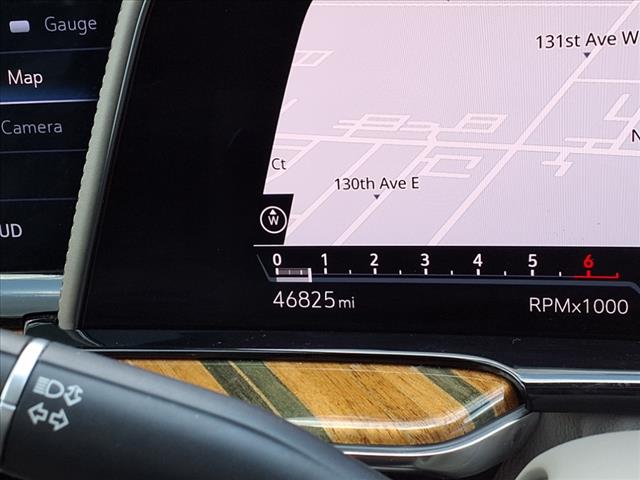 Gauge
Map
Camera
UD
131st Ave W
N
Ct
130th Ave E
W
0 1 2 3 4 5 6
46825 mi
RPMx1000